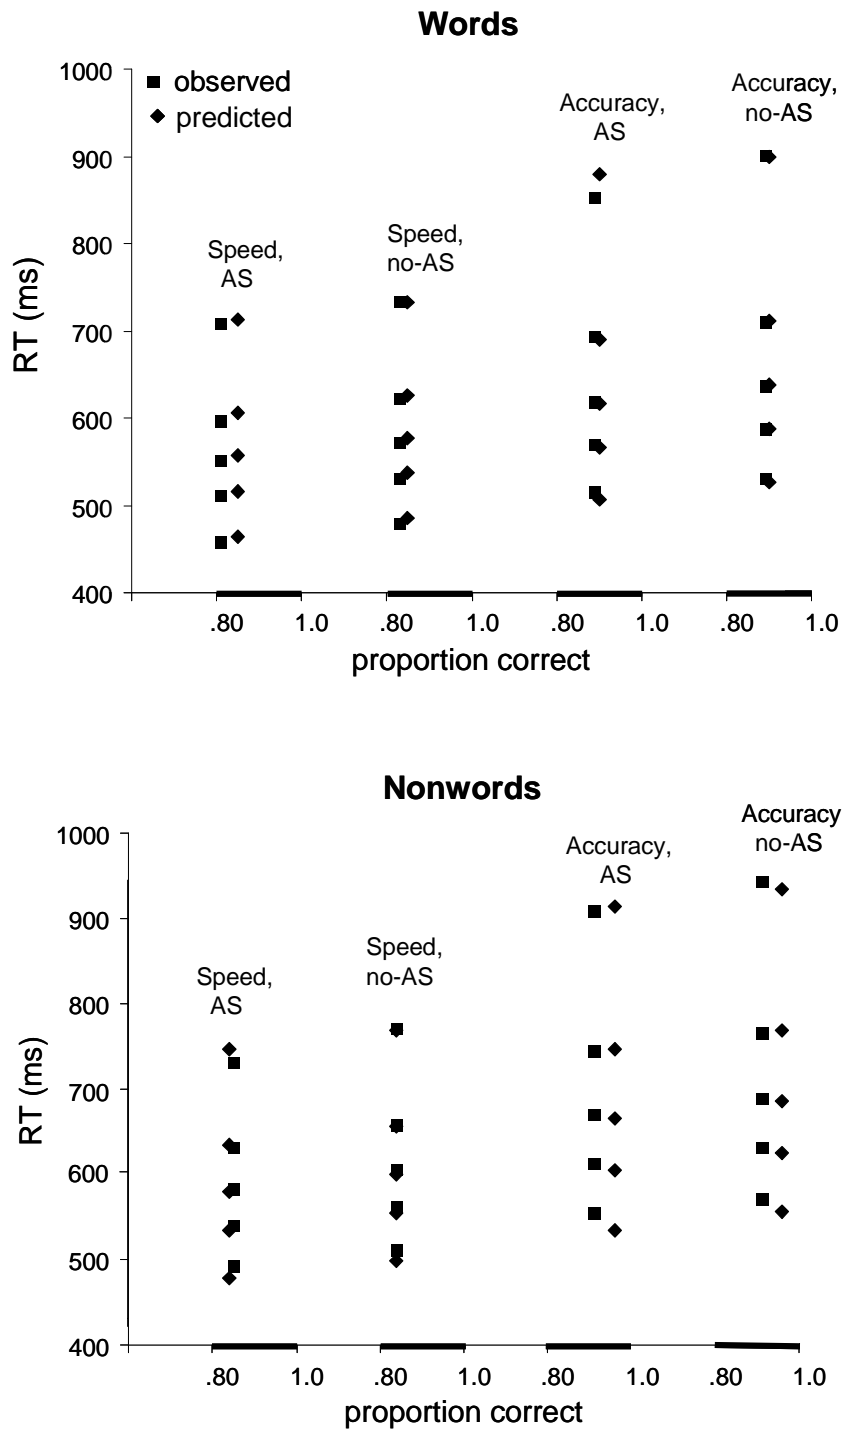 Words
1000
observed
predicted
Accuracy,
AS
Accuracy,
no-AS
900
800
Speed,
AS
Speed,
no-AS
700
600
500
400
RT (ms)
.80 1.0 .80 1.0 .80 1.0 .80 1.0
proportion correct
Nonwords
1000
Accuracy,
AS
Accuracy
no-AS
900
Speed,
AS
Speed,
no-AS
800
700
600
500
400
RT (ms)
.80 1.0 .80 1.0 .80 1.0 .80 1.0
proportion correct